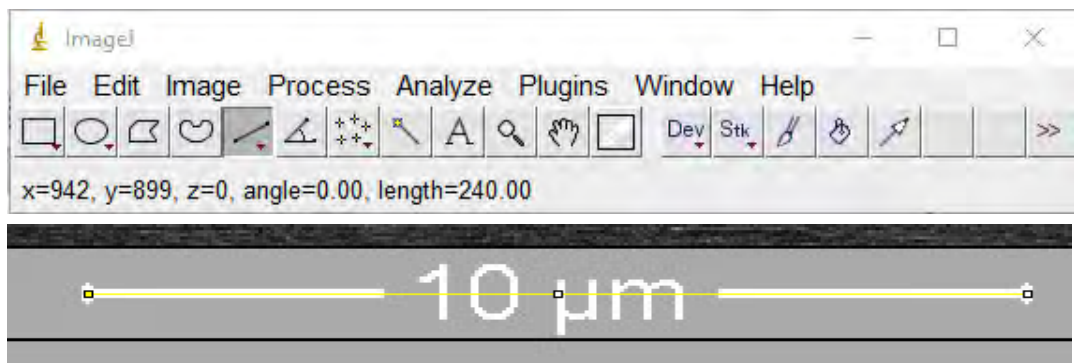 ImageJ
File Edit Image Process Analyze Plugins Window Help
A Dev Stk >>
x=942, y=899, z=0, angle=0.00, length=240.00
10 µm